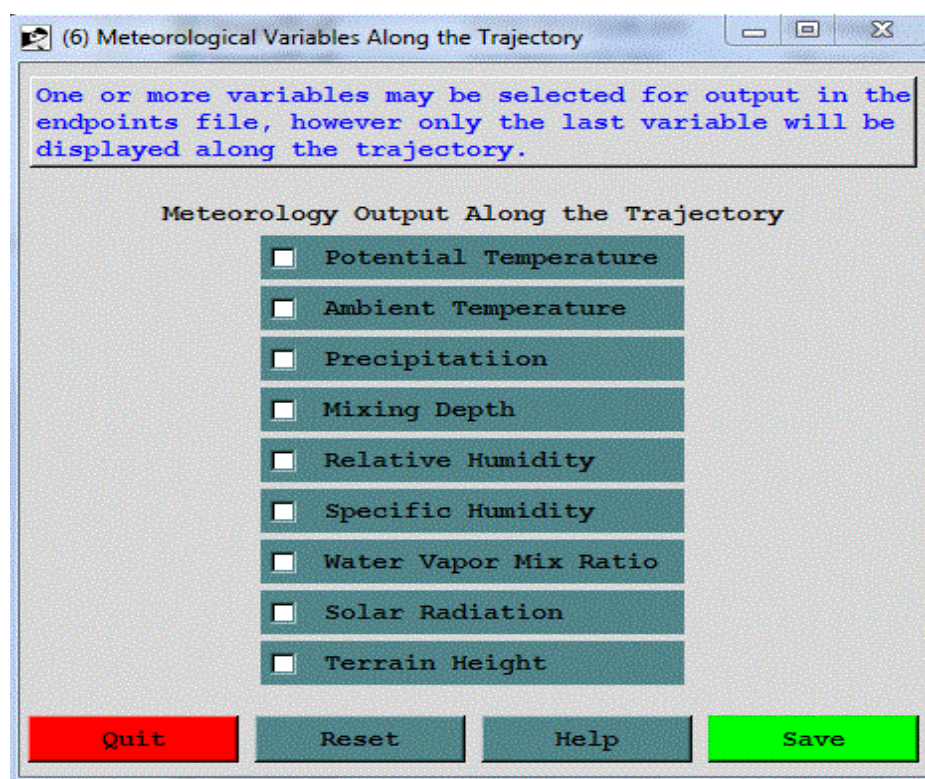 (6) Meteorological Variables Along the Trajectory
One or more variables may be selected for output in the
endpoints file, however only the last variable will be
displayed along the trajectory.
Meteorology Output Along the Trajectory
Potential Temperature
Ambient Temperature
Precipitatiion
Mixing Depth
Relative Humidity
Specific Humidity
Water Vapor Mix Ratio
Solar Radiation
Terrain Height
Quit Reset Help Save